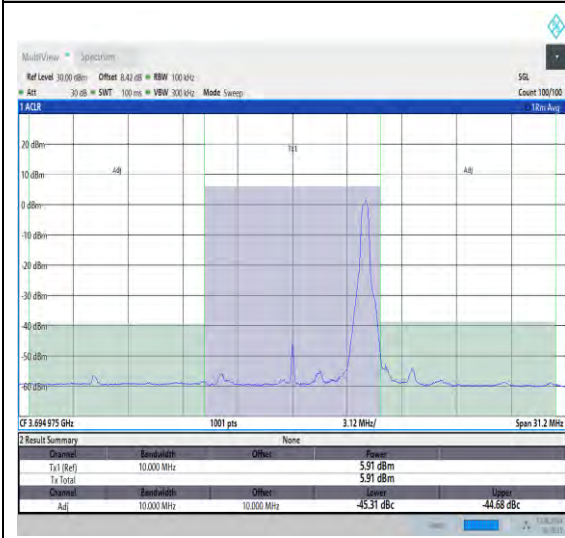 MultiView Spectrum
Ref Level 30.00 dBm Offset 8.42 dB RBW 100 kHz SGL
Att 30 dB SWT 100 ms VBW 300 kHz Mode Sweep Count 100/100
1 ACLR 1Rm Avg
Tx1
Adj Adj
20 dBm
10 dBm
0 dBm
-10 dBm
-20 dBm
-30 dBm
-40 dBm
-50 dBm
-60 dBm
CF 3.694 975 GHz 1001 pts 3.12 MHz/ Span 31.2 MHz
2 Result Summary None
Channel Bandwidth Offset Power
Tx1 (Ref) 10.000 MHz 5.91 dBm
Tx Total 5.91 dBm
Channel Bandwidth Offset Lower Upper
Adj 10.000 MHz 10.000 MHz -45.31 dBc -44.68 dBc